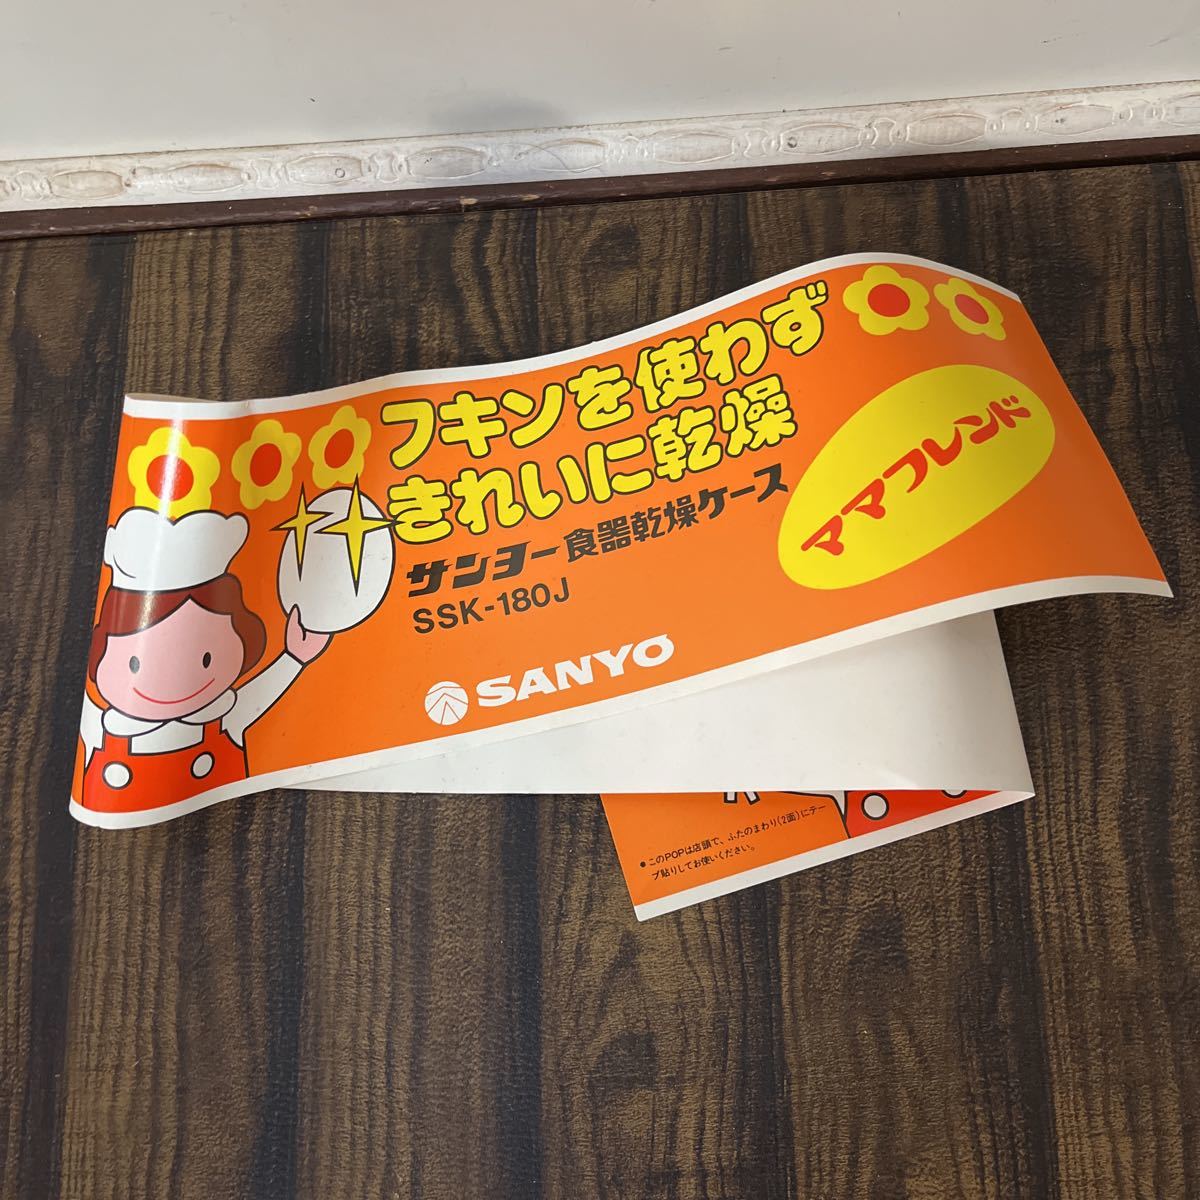 フキンを使わず
きれいに乾燥
サンヨー食器乾燥ケース
SSK-180J
SANYO
ママフレンド
●このPOPは店頭で、ふたのまわり(2面)にテー
プ貼りしてお使いください。